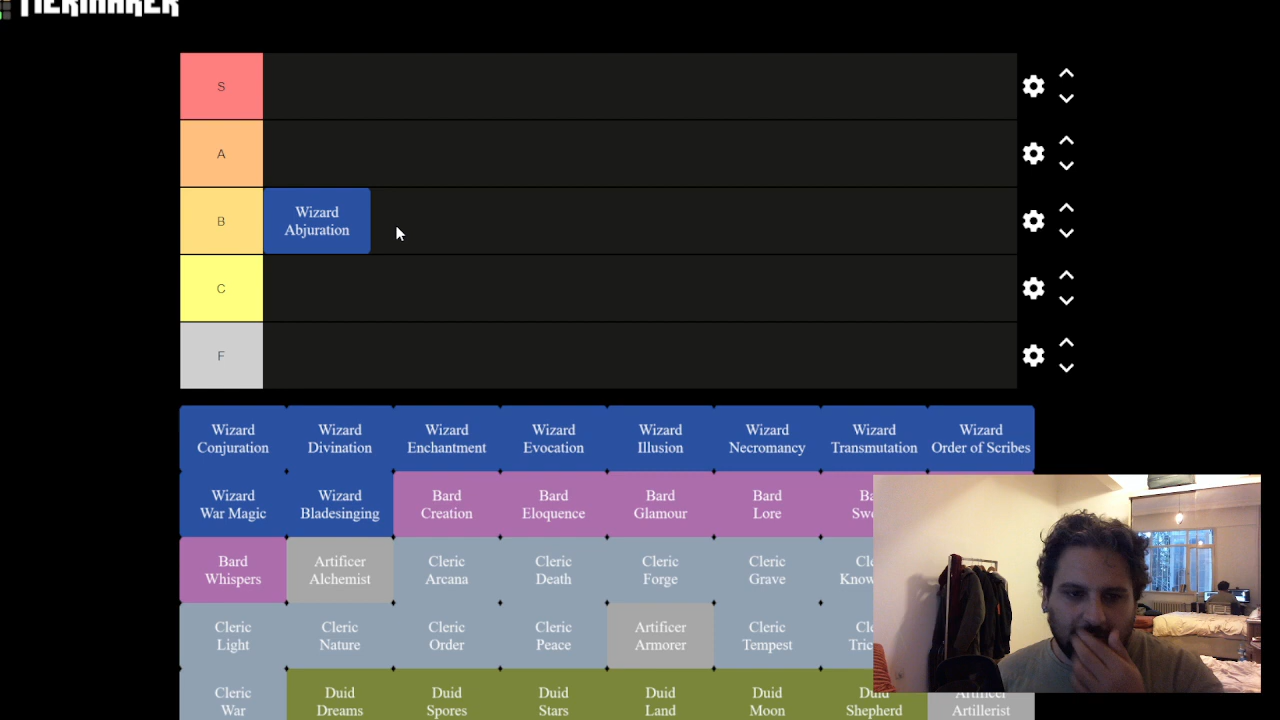 TIERMAKER
S
A
B
Wizard
Abjuration
C
F
Wizard
Conjuration
Wizard
Divination
Wizard
Enchantment
Wizard
Evocation
Wizard
Illusion
Wizard
Necromancy
Wizard
Transmutation
Wizard
Order of Scribes
Wizard
War Magic
Wizard
Bladesinging
Bard
Creation
Bard
Eloquence
Bard
Glamour
Bard
Lore
Bard
Whispers
Artificer
Alchemist
Cleric
Arcana
Cleric
Death
Cleric
Forge
Cleric
Grave
Cleric
Light
Cleric
Nature
Cleric
Order
Cleric
Peace
Artificer
Armorer
Cleric
Tempest
Cleric
War
Duid
Dreams
Duid
Spores
Duid
Stars
Duid
Land
Duid
Moon
Duid
Shepherd
Artificer
Artillerist